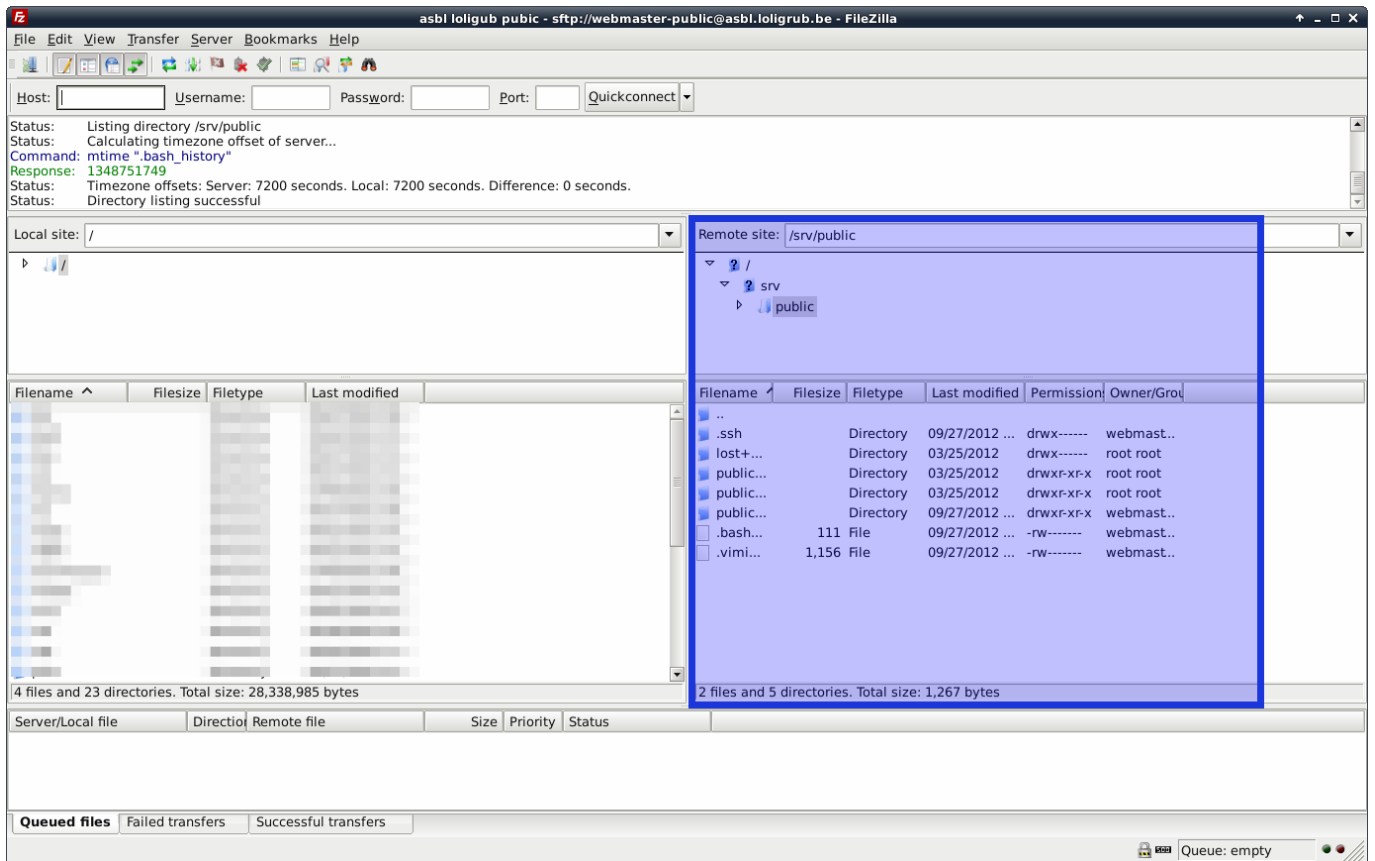 asbl loligub pubic - sftp://webmaster-public@asbl.loligrub.be - FileZilla
File Edit View Transfer Server Bookmarks Help
Host: Username: Password: Port: Quickconnect
Status: Listing directory /srv/public
Status: Calculating timezone offset of server...
Command: mtime ".bash_history"
Response: 1348751749
Status: Timezone offsets: Server: 7200 seconds. Local: 7200 seconds. Difference: 0 seconds.
Status: Directory listing successful
Local site: /
/
Remote site: /srv/public
/
srv
public
Filename Filesize Filetype Last modified
4 files and 23 directories. Total size: 28,338,985 bytes
Filename Filesize Filetype Last modified Permission Owner/Grou
..
.ssh Directory 09/27/2012 ... drwx------ webmast..
lost+... Directory 03/25/2012 drwx------ root root
public... Directory 03/25/2012 drwxr-xr-x root root
public... Directory 03/25/2012 drwxr-xr-x root root
public... Directory 09/27/2012 ... drwxr-xr-x webmast..
.bash... 111 File 09/27/2012 ... -rw------- webmast..
.vimi... 1,156 File 09/27/2012 ... -rw------- webmast..
2 files and 5 directories. Total size: 1,267 bytes
Server/Local file Direction Remote file Size Priority Status
Queued files Failed transfers Successful transfers
Queue: empty